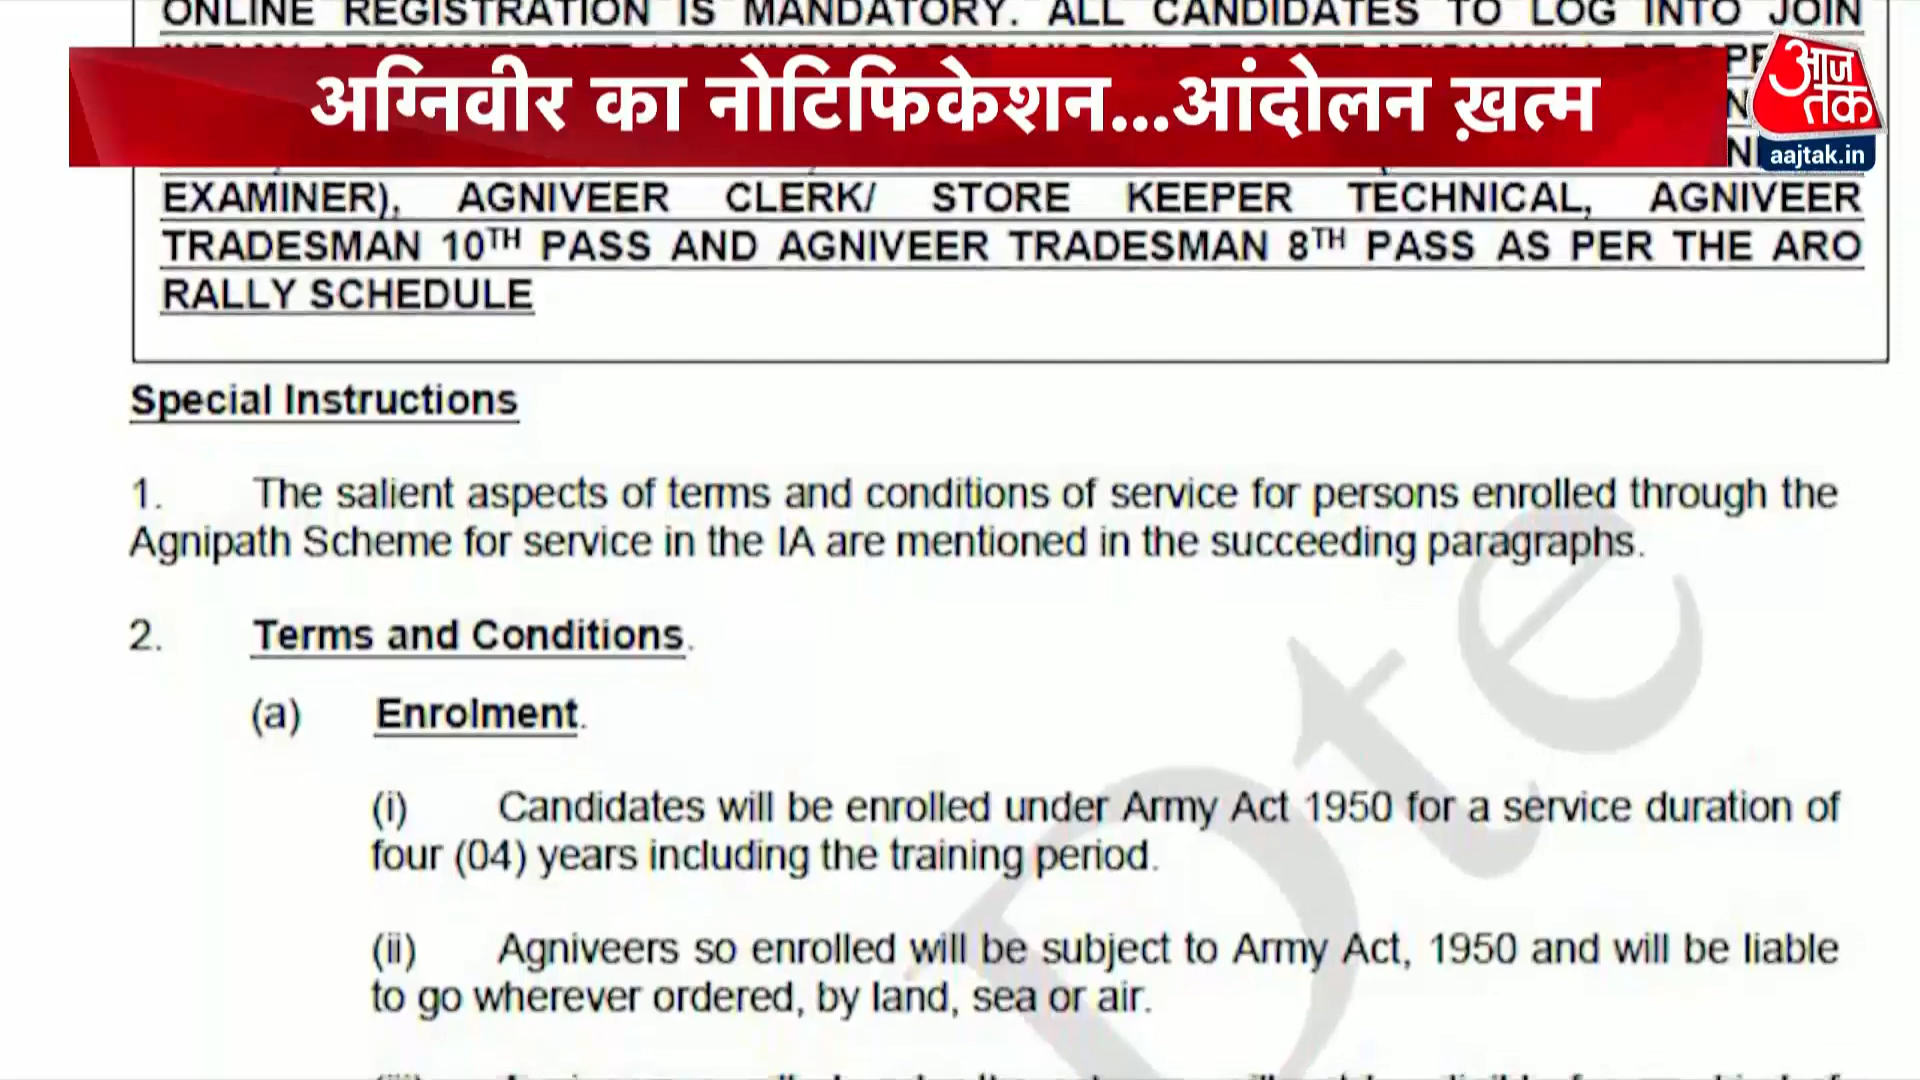 ONLINE REGISTRATION IS MANDATORY. ALL CANDIDATES TO LOG INTO JOIN
अग्निवीर का नोटिफिकेशन...आंदोलन ख़त्म
आज तक
aajtak.in
EXAMINER), AGNIVEER CLERK/ STORE KEEPER TECHNICAL, AGNIVEER
TRADESMAN 10TH PASS AND AGNIVEER TRADESMAN 8TH PASS AS PER THE ARO
RALLY SCHEDULE
Special Instructions
1. The salient aspects of terms and conditions of service for persons enrolled through the
Agnipath Scheme for service in the IA are mentioned in the succeeding paragraphs.
2. Terms and Conditions.
(a) Enrolment.
(i) Candidates will be enrolled under Army Act 1950 for a service duration of
four (04) years including the training period.
(ii) Agniveers so enrolled will be subject to Army Act, 1950 and will be liable
to go wherever ordered, by land, sea or air.
Dte